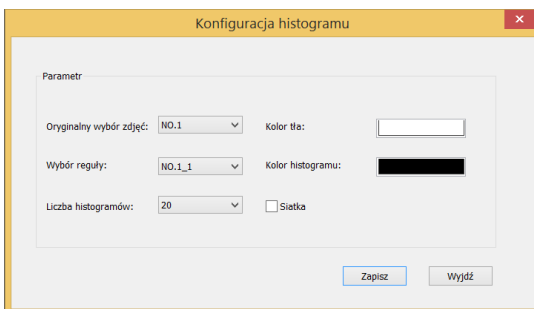 Konfiguracja histogramu
Parametr
Oryginalny wybór zdjęć: NO.1 Kolor tła:
Wybór reguły: NO.1_1 Kolor histogramu:
Liczba histogramów: 20 Siatka
Zapisz Wyjdź